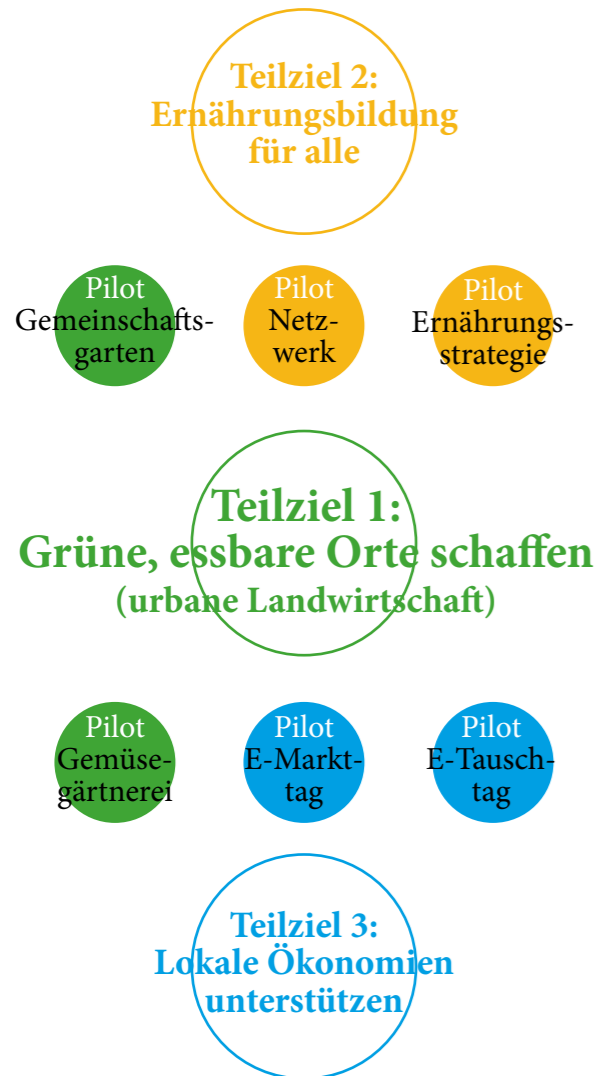 Teilziel 2:
Ernährungsbildung
für alle
Pilot
Gemeinschafts-
garten
Pilot
Netz-
werk
Pilot
Ernährungs-
strategie
Teilziel 1:
Grüne, essbare Orte schaffen
(urbane Landwirtschaft)
Pilot
Gemüse-
gärtnerei
Pilot
E-Markt-
tag
Pilot
E-Tausch-
tag
Teilziel 3:
Lokale Ökonomien
unterstützen